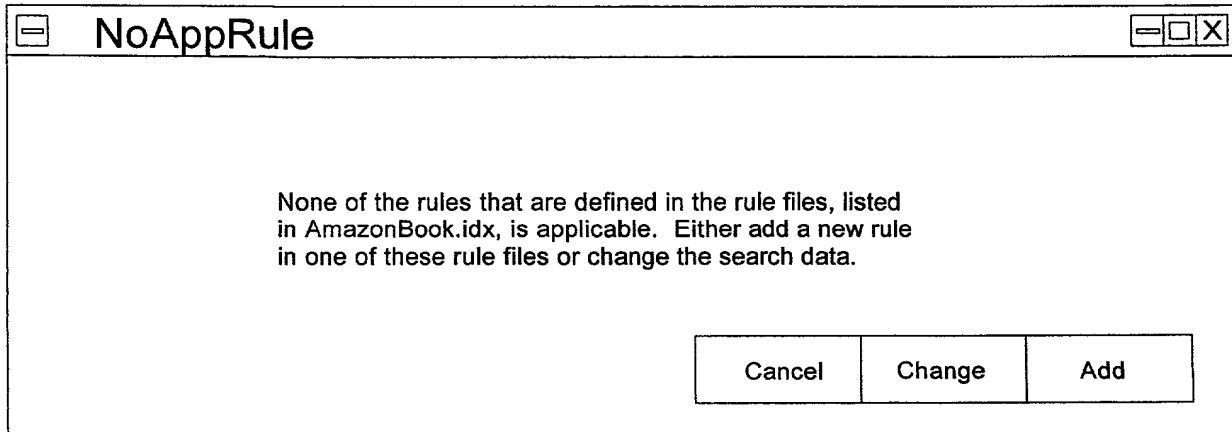 NoAppRule
None of the rules that are defined in the rule files, listed
in AmazonBook.idx, is applicable. Either add a new rule
in one of these rule files or change the search data.
Cancel Change Add